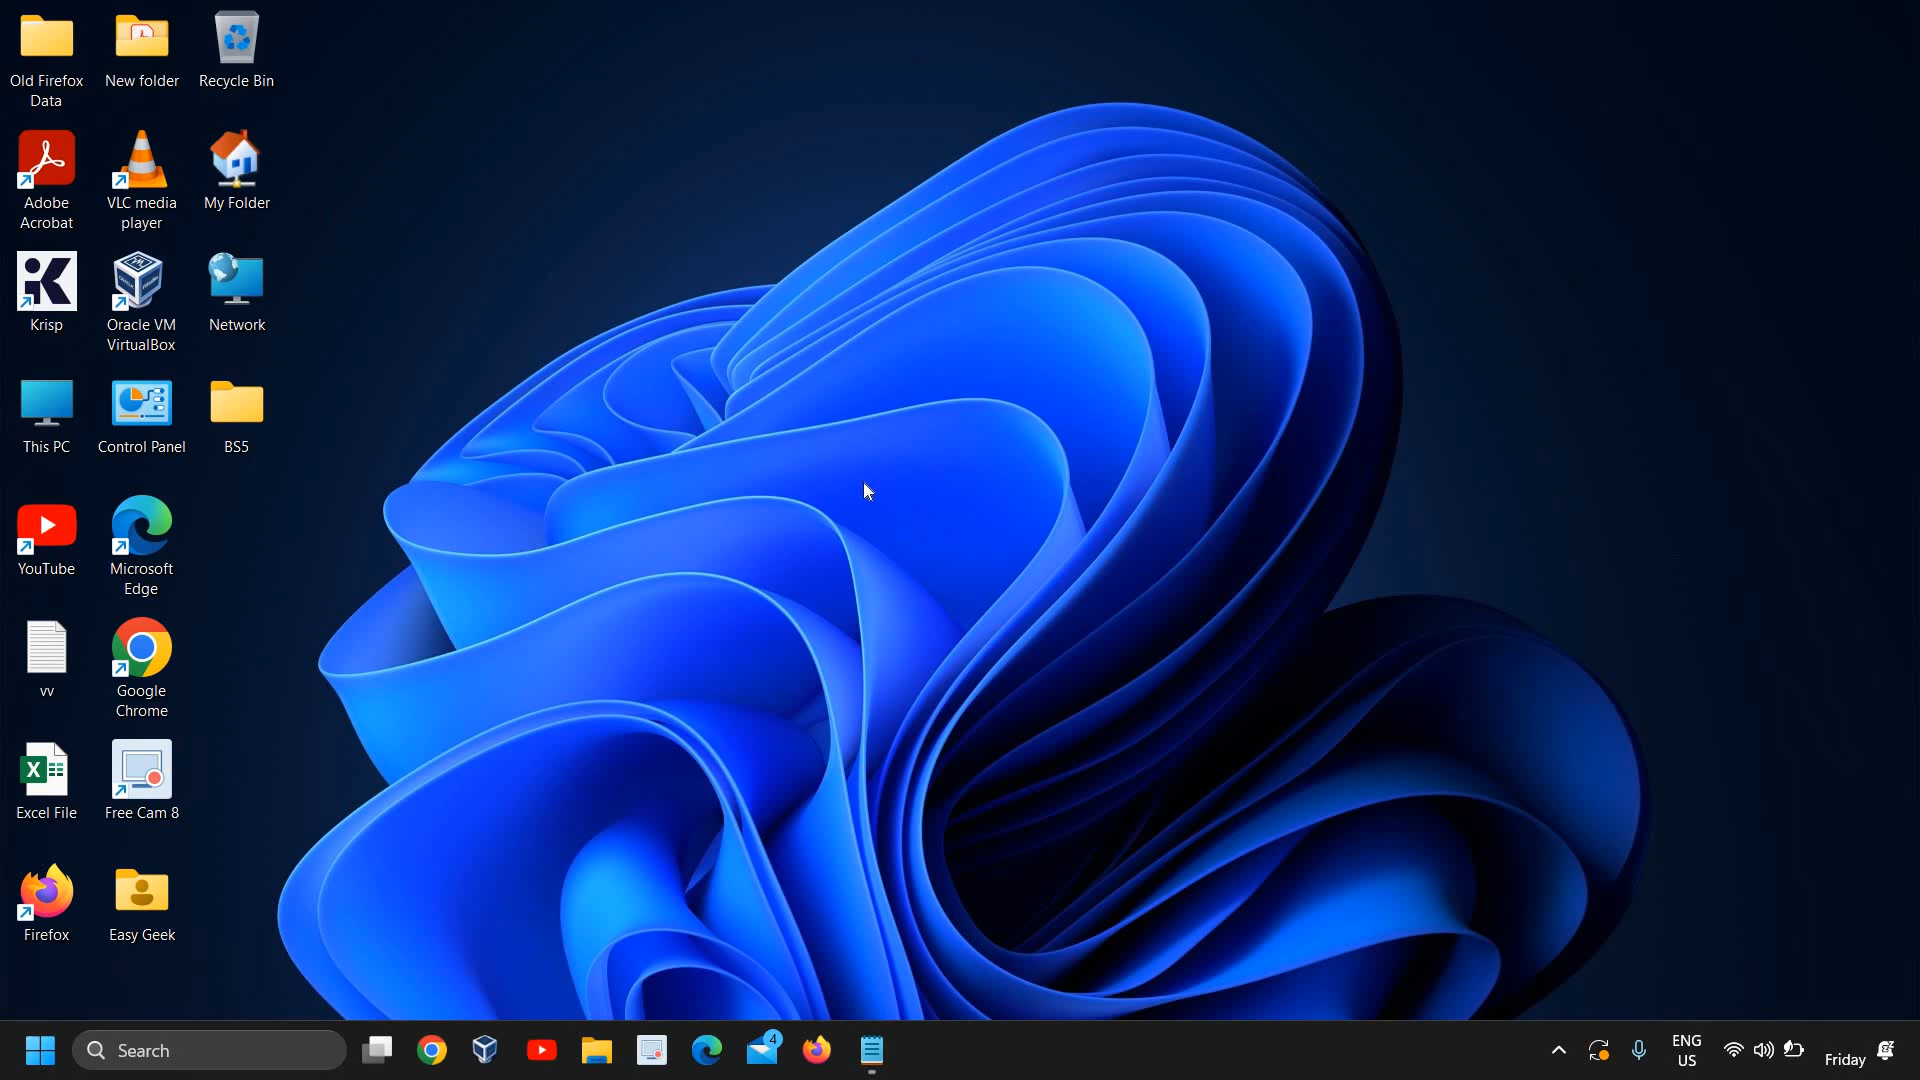 Old Firefox
Data
New folder
Recycle Bin
Adobe
Acrobat
VLC media
player
My Folder
Krisp
Oracle VM
VirtualBox
Network
This PC
Control Panel
BS5
YouTube
Microsoft
Edge
vv
Google
Chrome
Excel File
Free Cam 8
Firefox
Easy Geek
Search
4
ENG
US
Friday